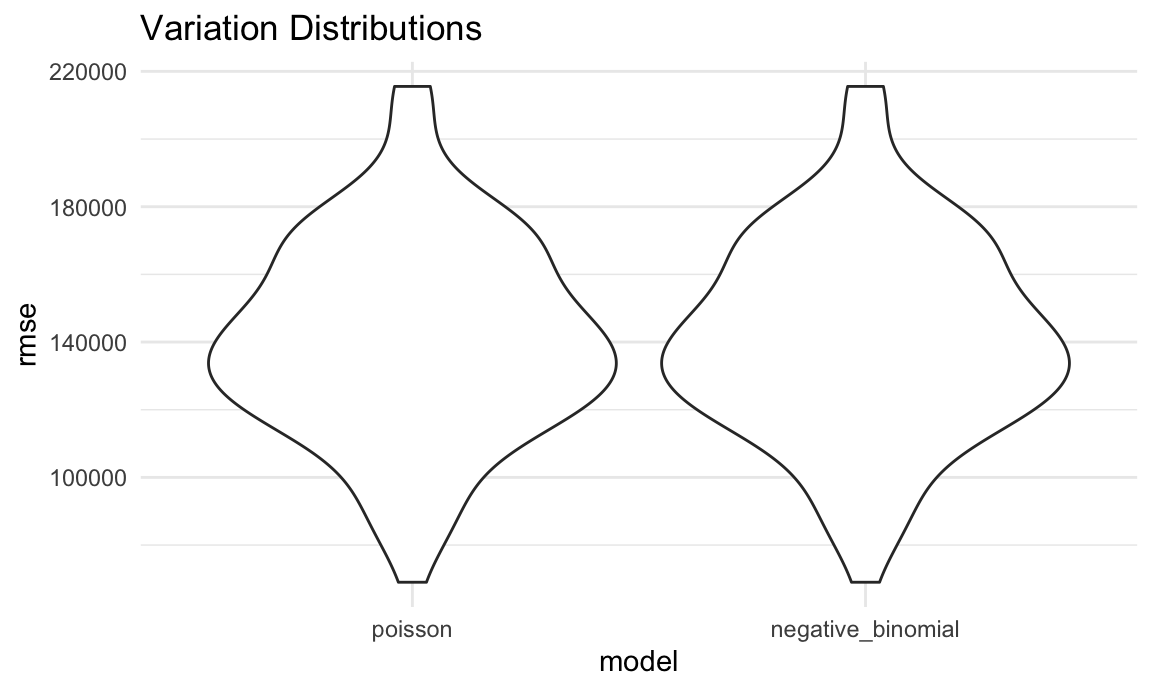 Variation Distributions
220000
180000
140000
100000
rmse
poisson
negative_binomial
model